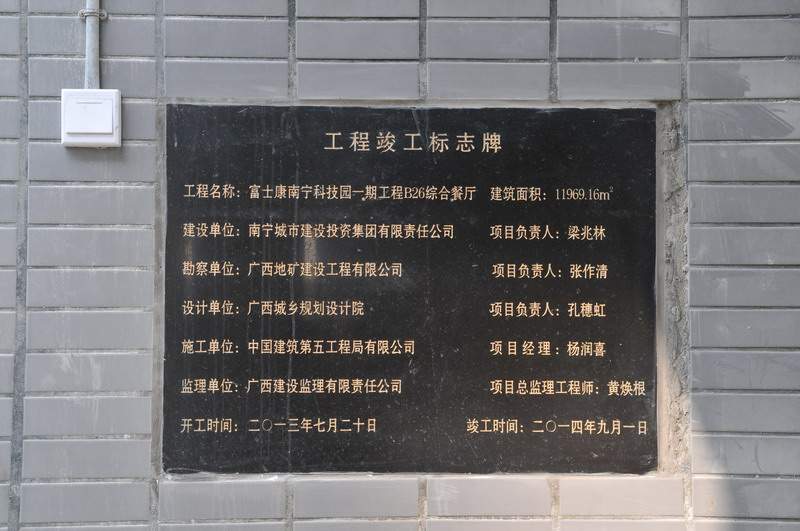 工程竣工标志牌
工程名称：富士康南宁科技园一期工程B26综合餐厅 建筑面积：11969.16m²
建设单位：南宁城市建设投资集团有限责任公司 项目负责人：梁兆林
勘察单位：广西地矿建设工程有限公司 项目负责人：张作清
设计单位：广西城乡规划设计院 项目负责人：孔穗虹
施工单位：中国建筑第五工程局有限公司 项目经理：杨润喜
监理单位：广西建设监理有限责任公司 项目总监理工程师：黄焕根
开工时间：二〇一三年七月二十日 竣工时间：二〇一四年九月一日